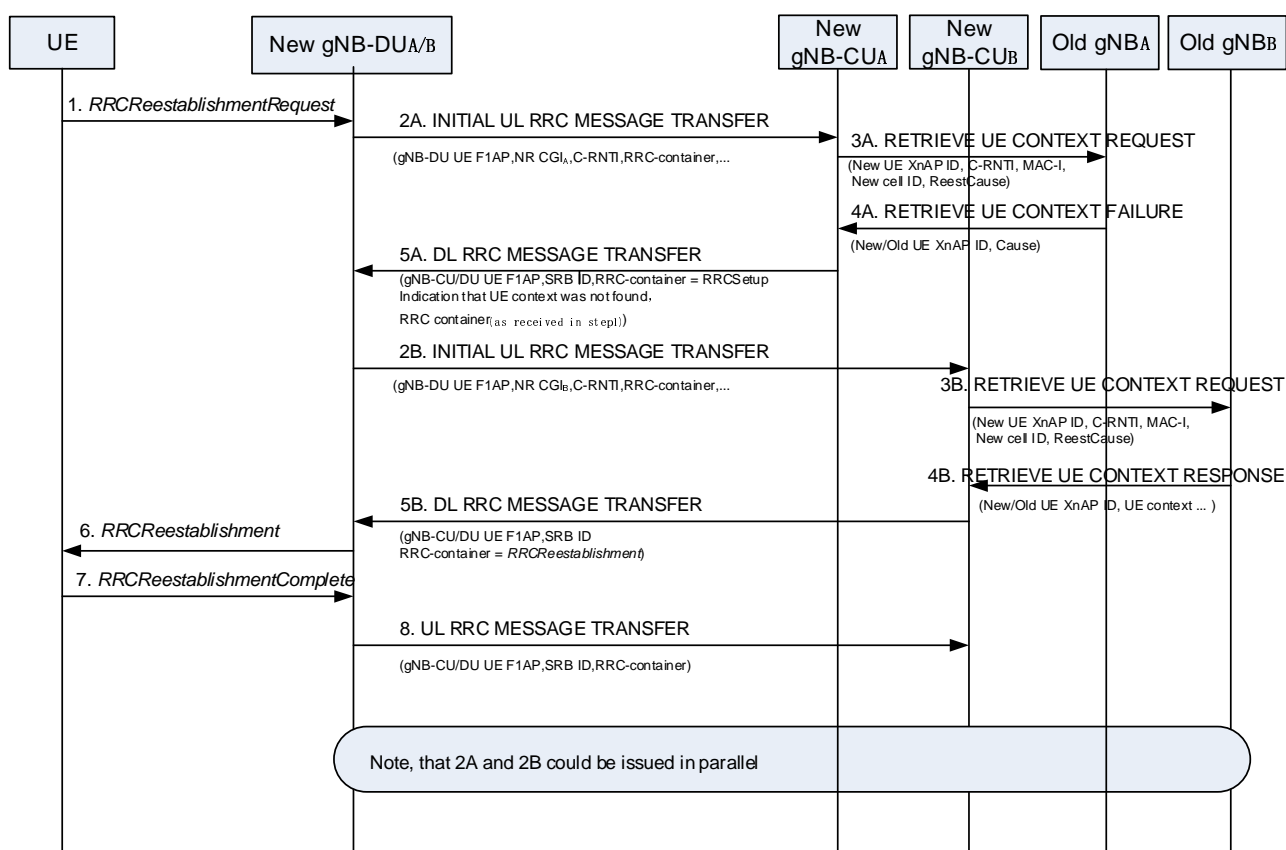 UE
New gNB-DUA/B
New
gNB-CUA
New
gNB-CUB
Old gNBA
Old gNBB
1. RRCReestablishmentRequest
2A. INITIAL UL RRC MESSAGE TRANSFER
(gNB-DU UE F1AP,NR CGIA,C-RNTI,RRC-container,...
3A. RETRIEVE UE CONTEXT REQUEST
(New UE XnAP ID, C-RNTI, MAC-I,
New cell ID, ReestCause)
4A. RETRIEVE UE CONTEXT FAILURE
(New/Old UE XnAP ID, Cause)
5A. DL RRC MESSAGE TRANSFER
(gNB-CU/DU UE F1AP,SRB ID,RRC-container = RRCSetup
Indication that UE context was not found,
RRC container(as received in step1))
2B. INITIAL UL RRC MESSAGE TRANSFER
(gNB-DU UE F1AP,NR CGIB,C-RNTI,RRC-container,...
3B. RETRIEVE UE CONTEXT REQUEST
(New UE XnAP ID, C-RNTI, MAC-I,
New cell ID, ReestCause)
4B. RETRIEVE UE CONTEXT RESPONSE
(New/Old UE XnAP ID, UE context ... )
5B. DL RRC MESSAGE TRANSFER
(gNB-CU/DU UE F1AP,SRB ID
RRC-container = RRCReestablishment)
6. RRCReestablishment
7. RRCReestablishmentComplete
8. UL RRC MESSAGE TRANSFER
(gNB-CU/DU UE F1AP,SRB ID,RRC-container)
Note, that 2A and 2B could be issued in parallel